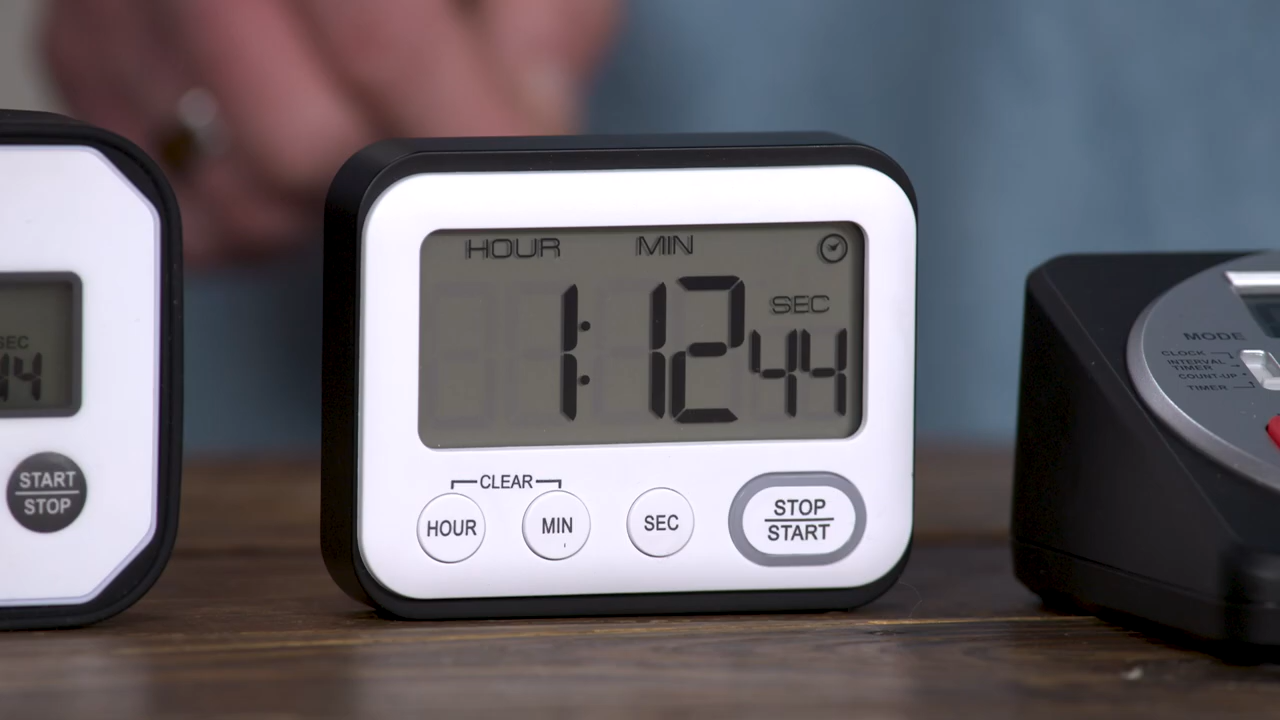 SEC
44
START
STOP
HOUR MIN
SEC
1:12 44
CLEAR
HOUR MIN SEC
STOP
START
MODE
CLOCK
INTERVAL
TIMER
COUNT-UP
TIMER